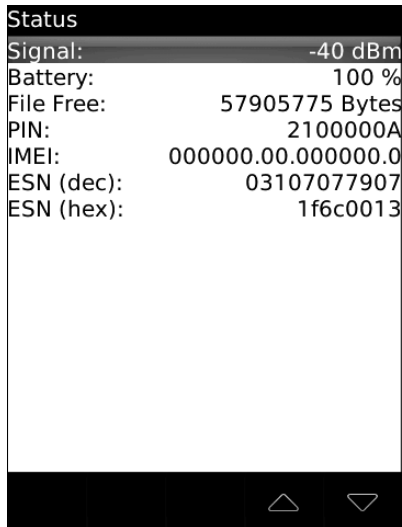 Status
Signal: -40 dBm
Battery: 100 %
File Free: 57905775 Bytes
PIN: 2100000A
IMEI: 000000.00.000000.0
ESN (dec): 03107077907
ESN (hex): 1f6c0013